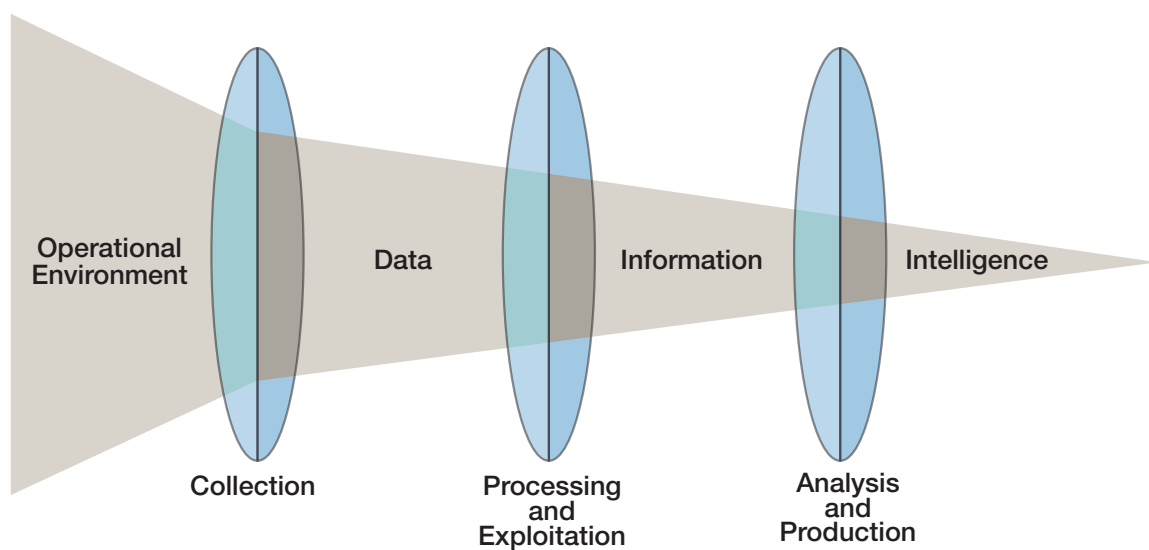 Operational
Environment
Data
Information
Intelligence
Collection
Processing
and
Exploitation
Analysis
and
Production